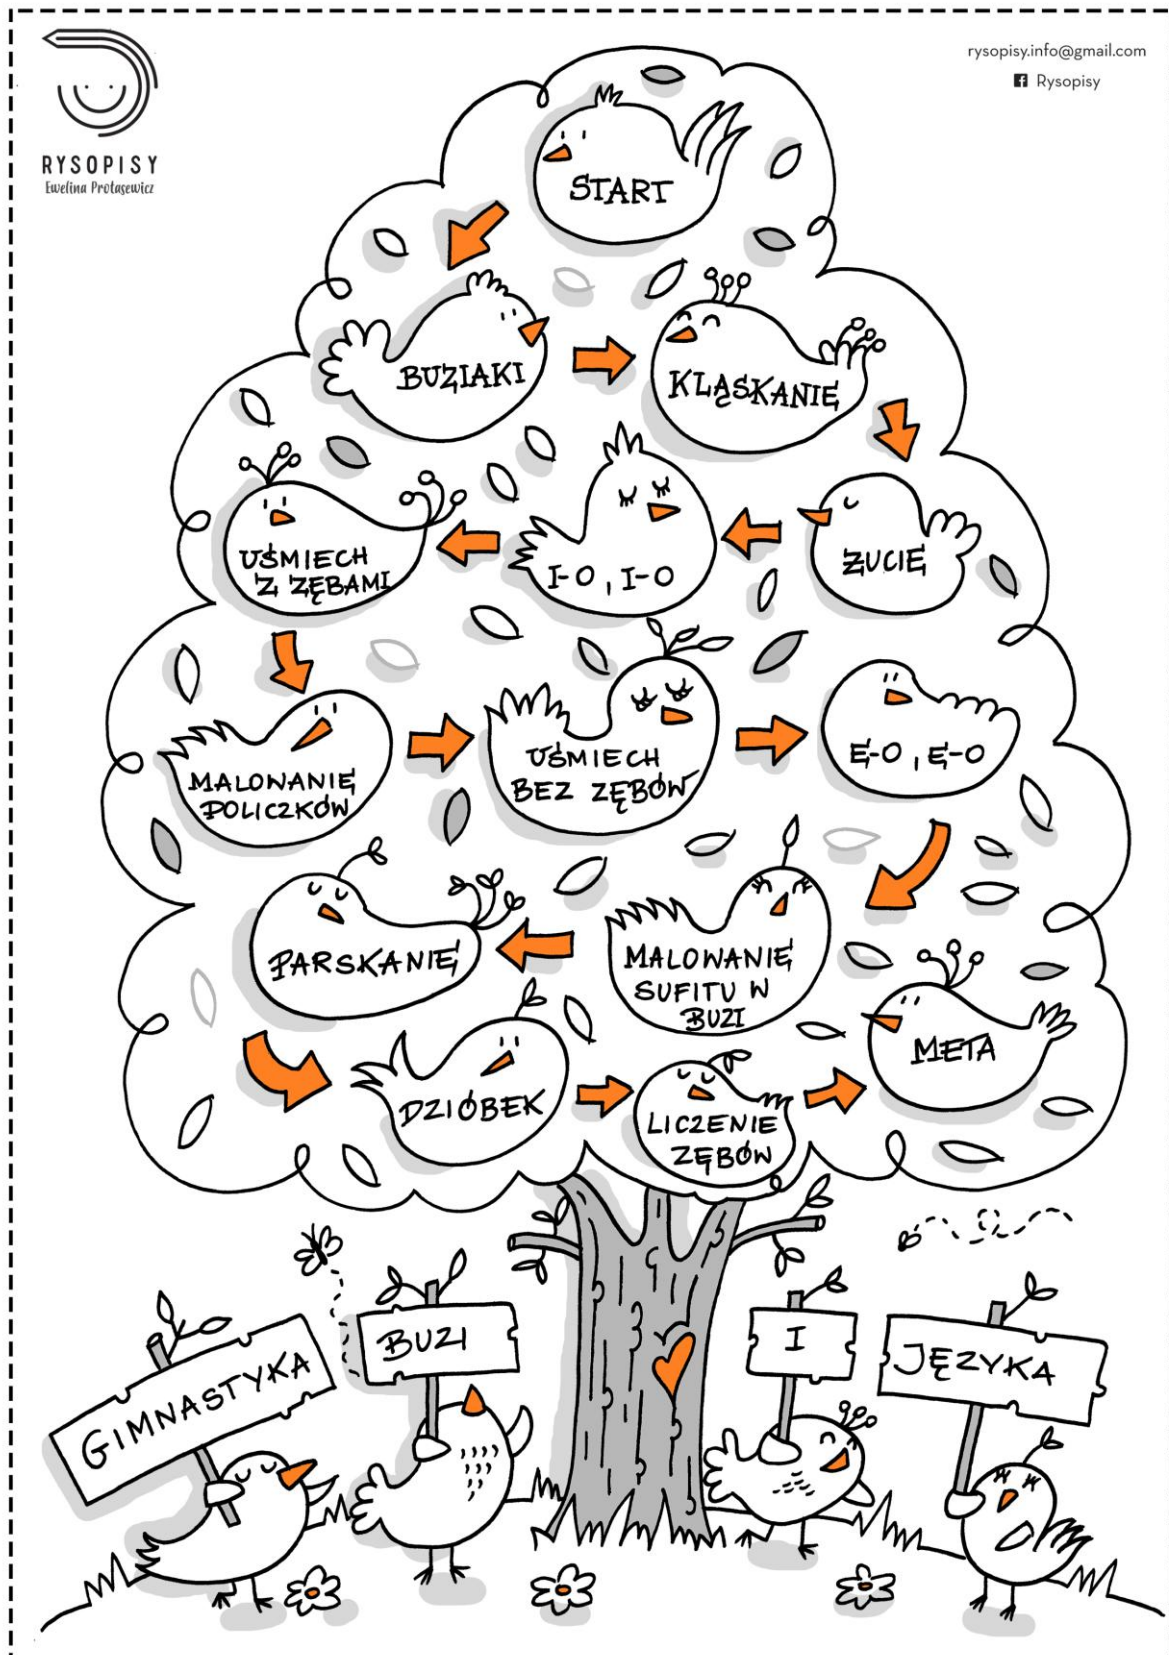 rysopisy.info@gmail.com
Rysopisy
RYSOPISY
Ewelina Protasewicz
START
BUZIAKI
KLĄSKANIE
UŚMIECH
Z ZĘBAMI
I-O, I-O
ŻUCIE
MALOWANIE
POLICZKÓW
UŚMIECH
BEZ ZĘBÓW
E-O, E-O
PARSKANIE
MALOWANIE
SUFITU W
BUZI
DZIÓBEK
LICZENIE
ZĘBÓW
META
GIMNASTYKA
BUZI
I
JĘZYKA